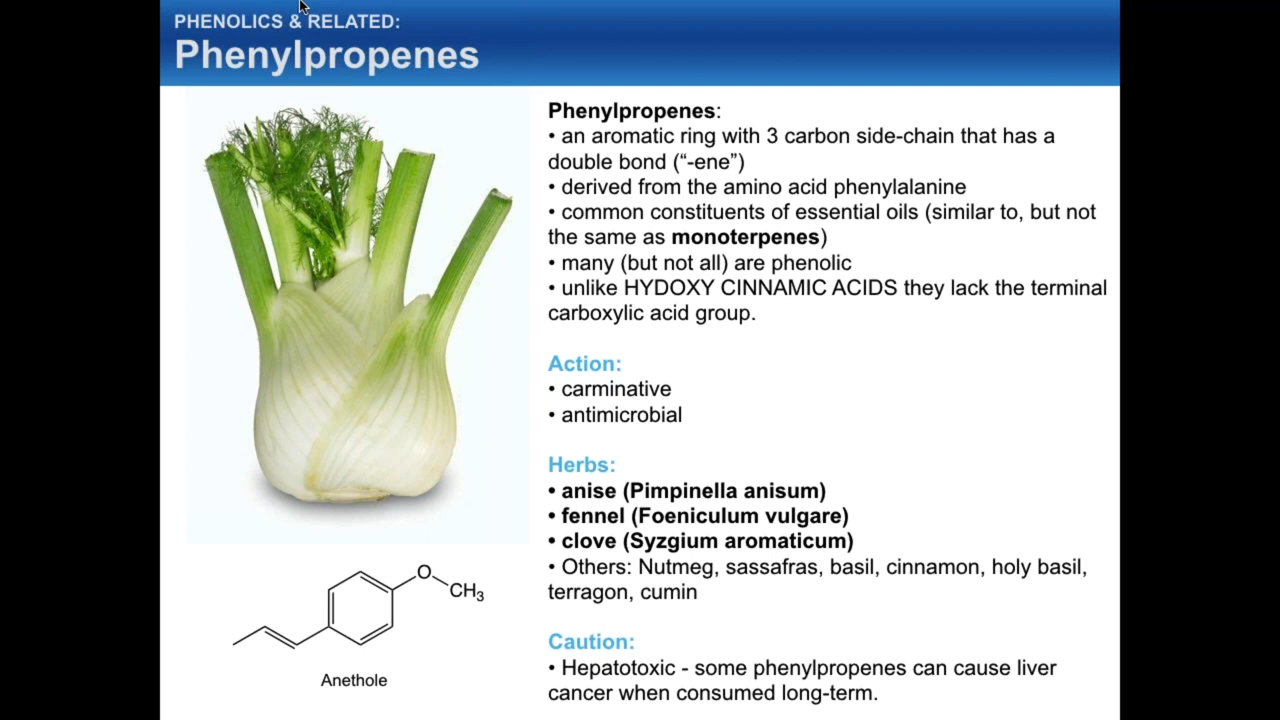 PHENOLICS & RELATED:
Phenylpropenes
Phenylpropenes:
• an aromatic ring with 3 carbon side-chain that has a
double bond (“-ene”)
• derived from the amino acid phenylalanine
• common constituents of essential oils (similar to, but not
the same as monoterpenes)
• many (but not all) are phenolic
• unlike HYDOXY CINNAMIC ACIDS they lack the terminal
carboxylic acid group.
Action:
• carminative
• antimicrobial
Herbs:
• anise (Pimpinella anisum)
• fennel (Foeniculum vulgare)
• clove (Syzgium aromaticum)
• Others: Nutmeg, sassafras, basil, cinnamon, holy basil,
terragon, cumin
Caution:
• Hepatotoxic - some phenylpropenes can cause liver
cancer when consumed long-term.
O
CH₃
Anethole